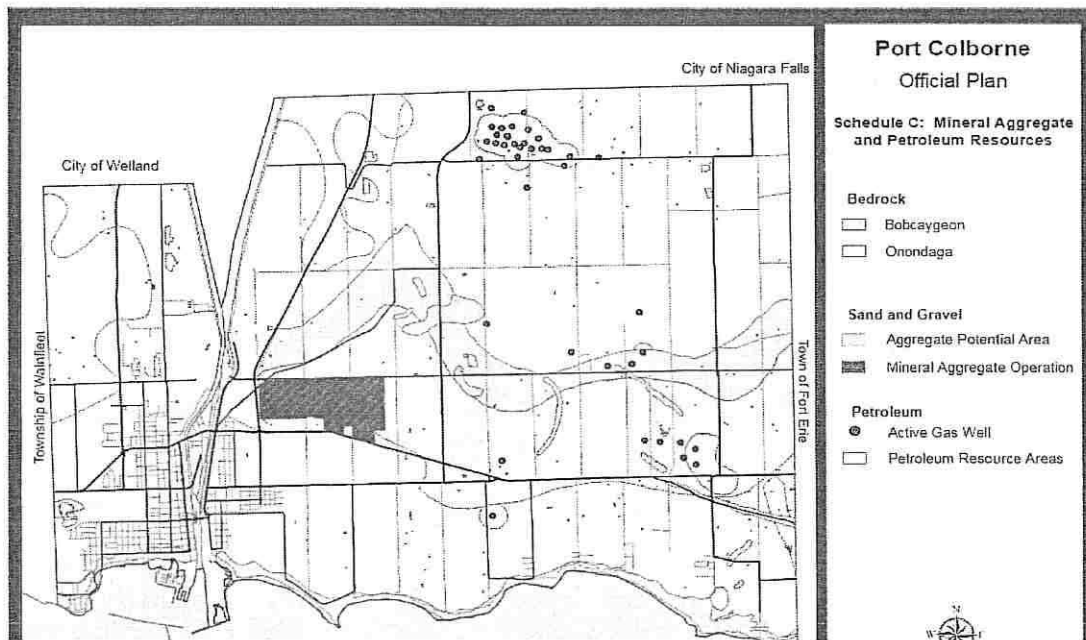 Port Colborne
Official Plan
Schedule C: Mineral Aggregate
and Petroleum Resources
Bedrock
Bobcaygeon
Onondaga
Sand and Gravel
Aggregate Potential Area
Mineral Aggregate Operation
Petroleum
Active Gas Well
Petroleum Resource Areas
City of Niagara Falls
City of Welland
Township of Wainfleet
Town of Fort Erie
N
W
E